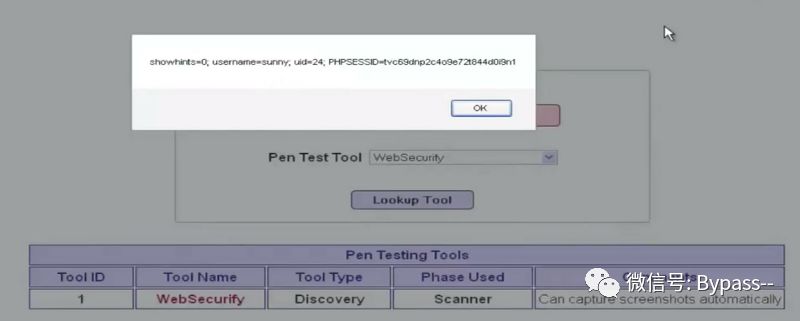 showhints=0; username=sunny; uid=24; PHPSESSID=tvc69dnp2c4o9e72t844d0i9n1
OK
Pen Test Tool WebSecurify
Lookup Tool
Pen Testing Tools
Tool ID Tool Name Tool Type Phase Used
1 WebSecurify Discovery Scanner Can capture screenshots automatically
微信号: Bypass--